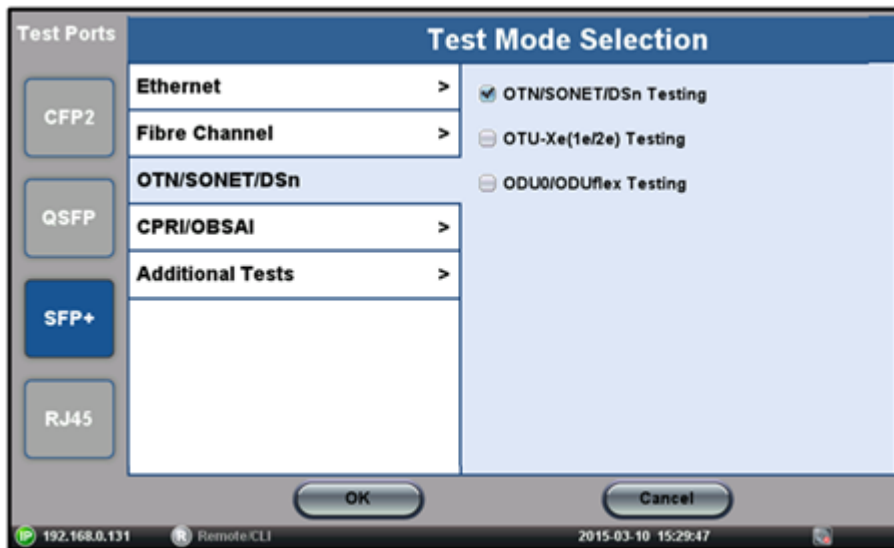 Test Ports
Test Mode Selection
CFP2
QSFP
SFP+
RJ45
Ethernet >
Fibre Channel >
OTN/SONET/DSn
CPRI/OBSAI >
Additional Tests >
OTN/SONET/DSn Testing
OTU-Xe(1e/2e) Testing
ODU0/ODUflex Testing
OK
Cancel
IP 192.168.0.131
R Remote/CLI
2015-03-10 15:29:47